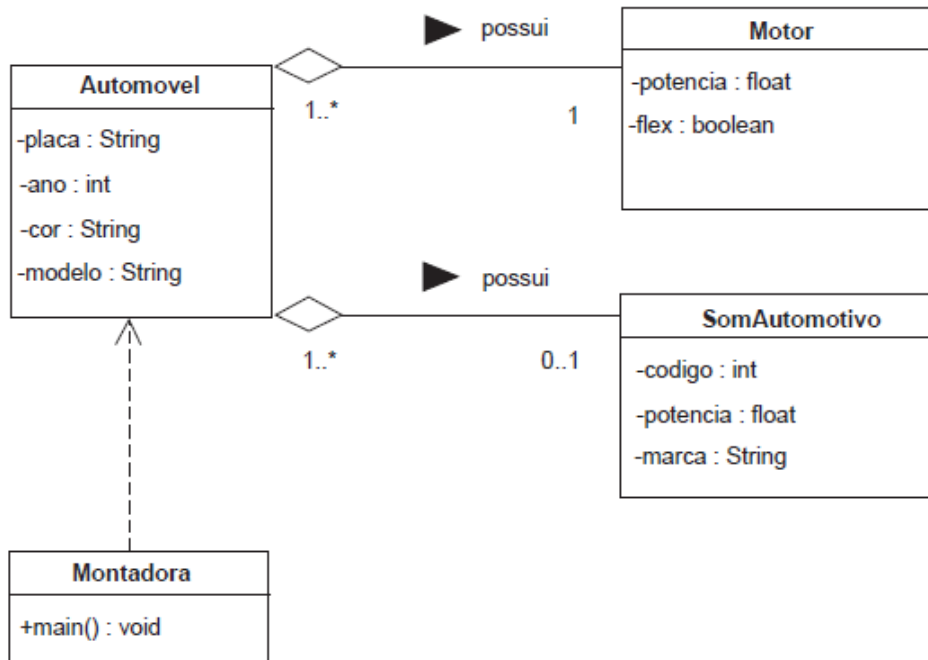 Automovel
-placa : String
-ano : int
-cor : String
-modelo : String
possui
1..*
1
Motor
-potencia : float
-flex : boolean
possui
1..*
0..1
SomAutomotivo
-codigo : int
-potencia : float
-marca : String
Montadora
+main() : void